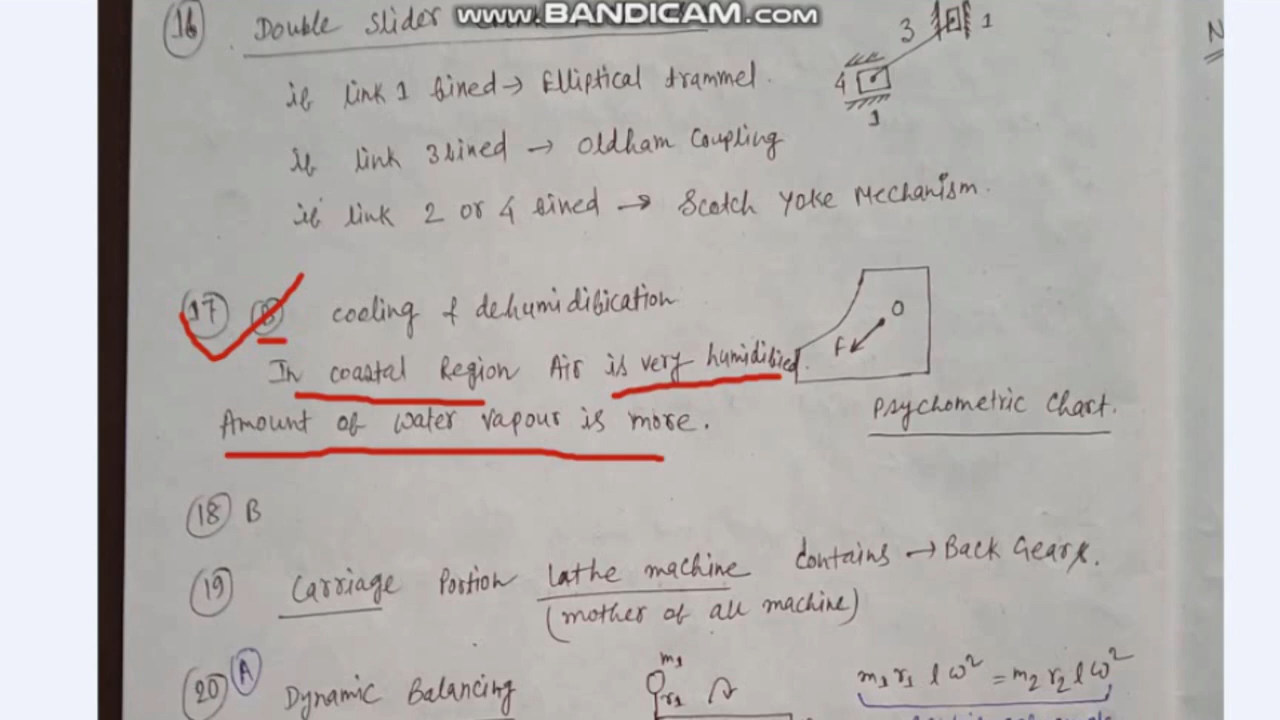 www.BANDICAM.com
16 Double Slider
3 1
4
1
if link 1 fixed → Elliptical trammel.
if link 3 fixed → Oldham Coupling
if link 2 or 4 fixed → Scotch Yoke Mechanism.
N
17 B cooling & dehumidification
O
F
In coastal Region Air is very humidified.
Amount of water vapour is more.
Psychometric Chart.
18 B
19 Carriage Portion lathe machine contains → Back Gears.
(mother of all machine)
20 A Dynamic Balancing
m1
r1
m1 r1 l ω² = m2 r2 l ω²